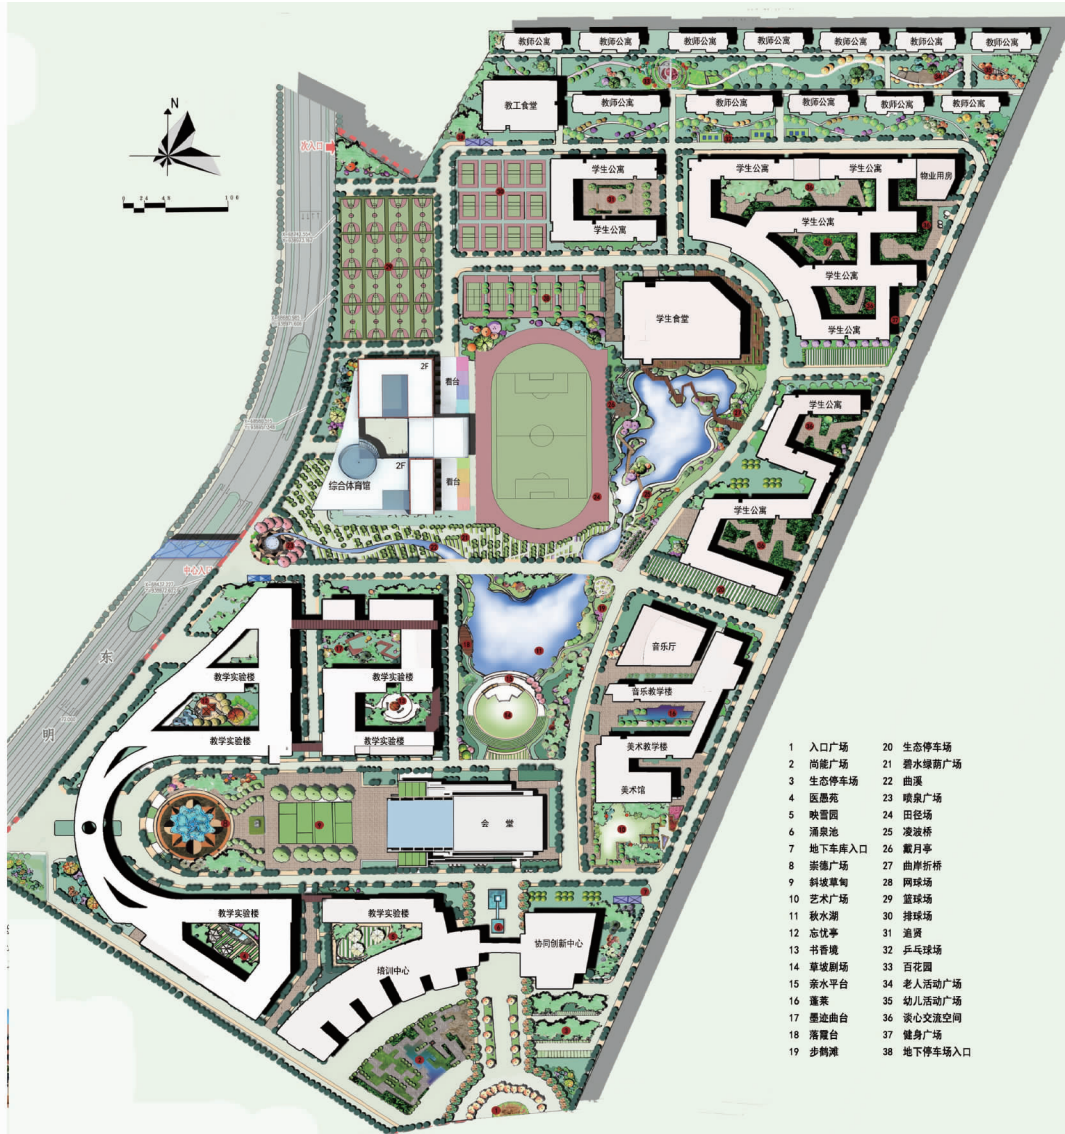 教师公寓 教师公寓 教师公寓 教师公寓 教师公寓 教师公寓 教师公寓
教工食堂 教师公寓 教师公寓 教师公寓 教师公寓 教师公寓
N
次入口
学生公寓 学生公寓 学生公寓 物业用房
学生公寓 学生公寓
学生公寓
学生食堂
学生公寓
2F
看台
学生公寓
2F
综合体育馆
看台
学生公寓
中心入口
音乐厅
东
教学实验楼 教学实验楼
音乐教学楼
明
教学实验楼 教学实验楼 美术教学楼
美术馆
会堂
教学实验楼 教学实验楼
协同创新中心
培训中心
1 入口广场
2 尚能广场
3 生态停车场
4 医愚苑
5 映雪园
6 涌泉池
7 地下车库入口
8 崇德广场
9 斜坡草甸
10 艺术广场
11 秋水湖
12 忘忧亭
13 书香境
14 草坡剧场
15 亲水平台
16 蓬莱
17 墨迹曲台
18 落霞台
19 步鹤滩
20 生态停车场
21 碧水绿荫广场
22 曲溪
23 喷泉广场
24 田径场
25 凌波桥
26 戴月亭
27 曲岸折桥
28 网球场
29 篮球场
30 排球场
31 追贤
32 乒乓球场
33 百花园
34 老人活动广场
35 幼儿活动广场
36 谈心交流空间
37 健身广场
38 地下停车场入口